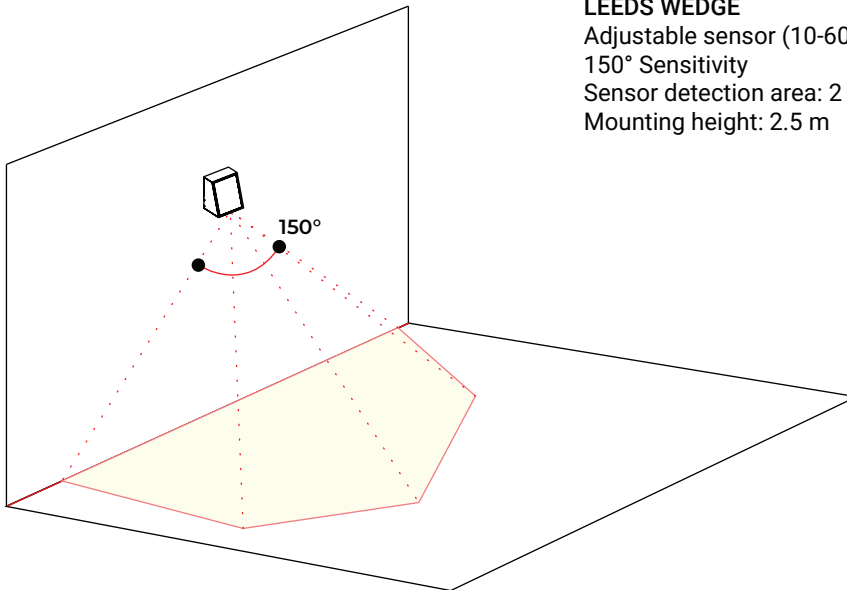 LEEDS WEDGE
Adjustable sensor (10-60
150° Sensitivity
Sensor detection area: 2
Mounting height: 2.5 m
150°